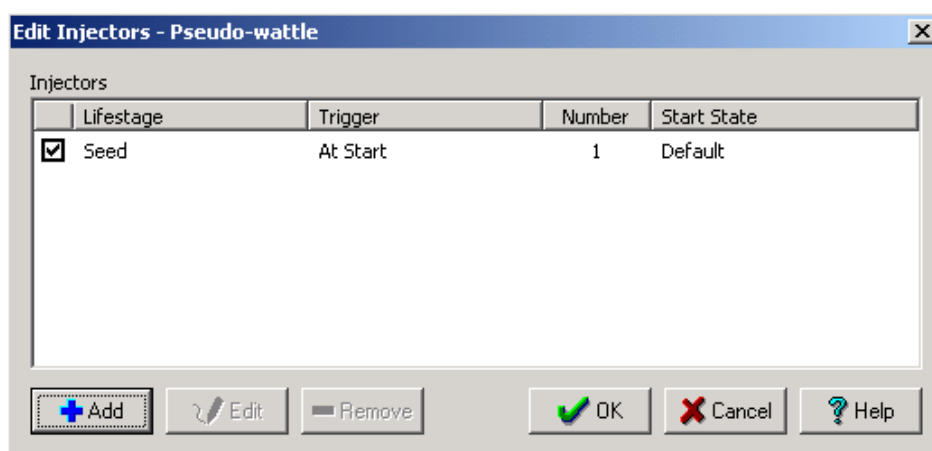 Edit Injectors - Pseudo-wattle
Injectors
Lifestage Trigger Number Start State
Seed At Start 1 Default
Add Edit Remove OK Cancel Help